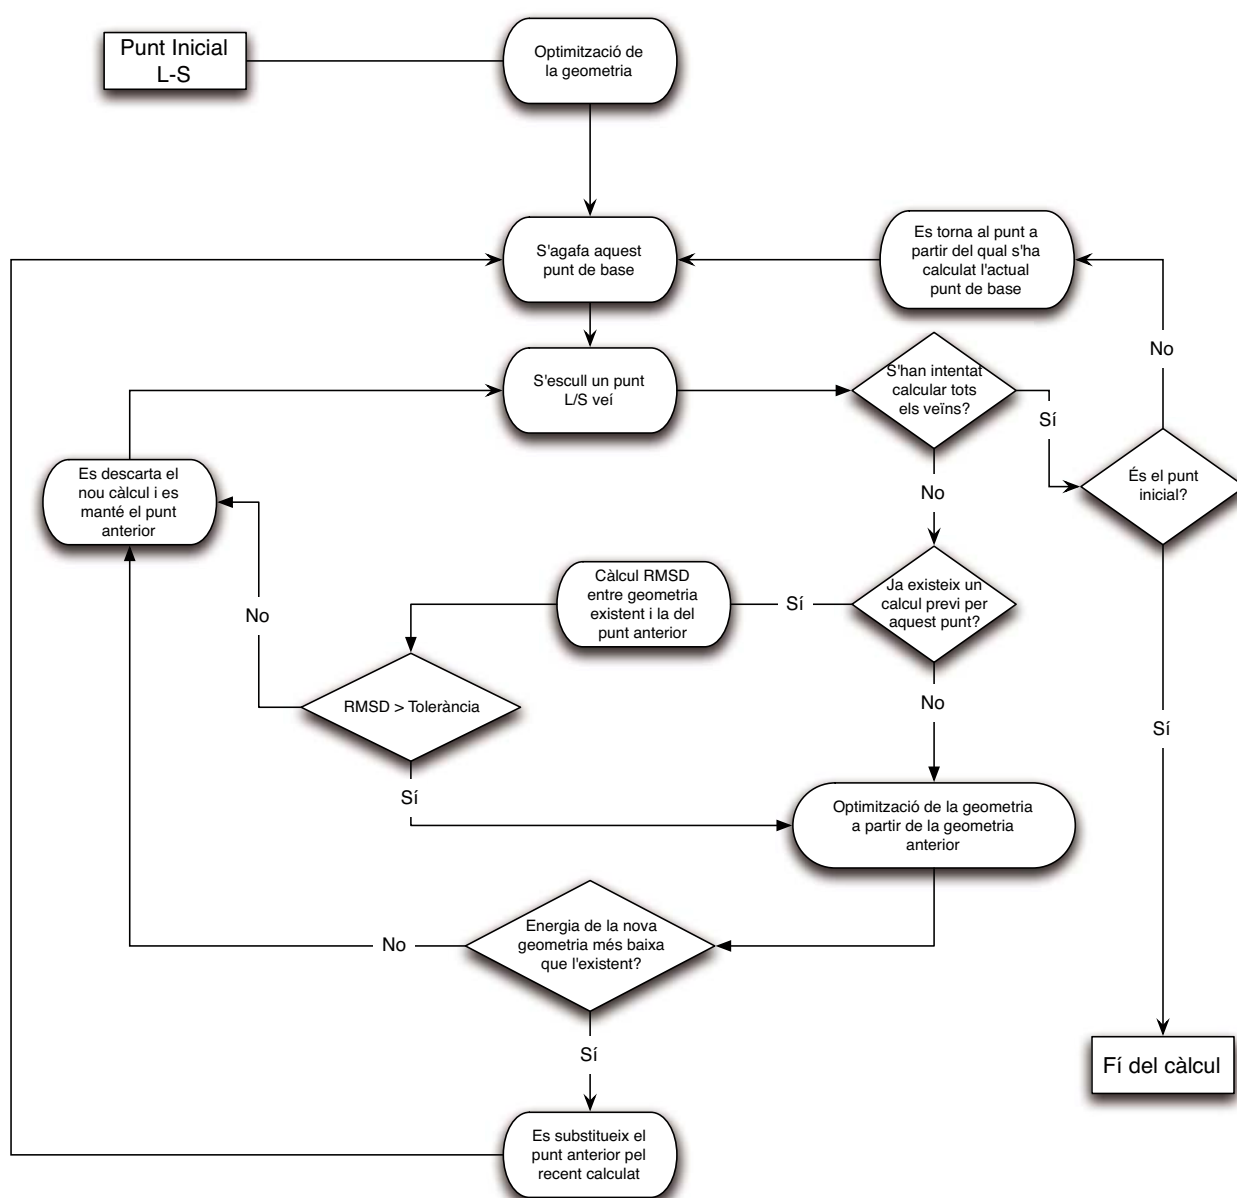 Punt Inicial
L-S
Optimització de
la geometria
S'agafa aquest
punt de base
Es torna al punt a
partir del qual s'ha
calculat l'actual
punt de base
S'escull un punt
L/S veí
S'han intentat
calcular tots
els veïns?
Sí
No
És el punt
inicial?
Es descarta el
nou càlcul i es
manté el punt
anterior
No
Càlcul RMSD
entre geometria
existent i la del
punt anterior
Sí
Ja existeix un
calcul previ per
aquest punt?
No
RMSD > Tolerància
No
Sí
Sí
Optimització de la geometria
a partir de la geometria
anterior
Energia de la nova
geometria més baixa
que l'existent?
No
Sí
Fí del càlcul
Es substitueix el
punt anterior pel
recent calculat